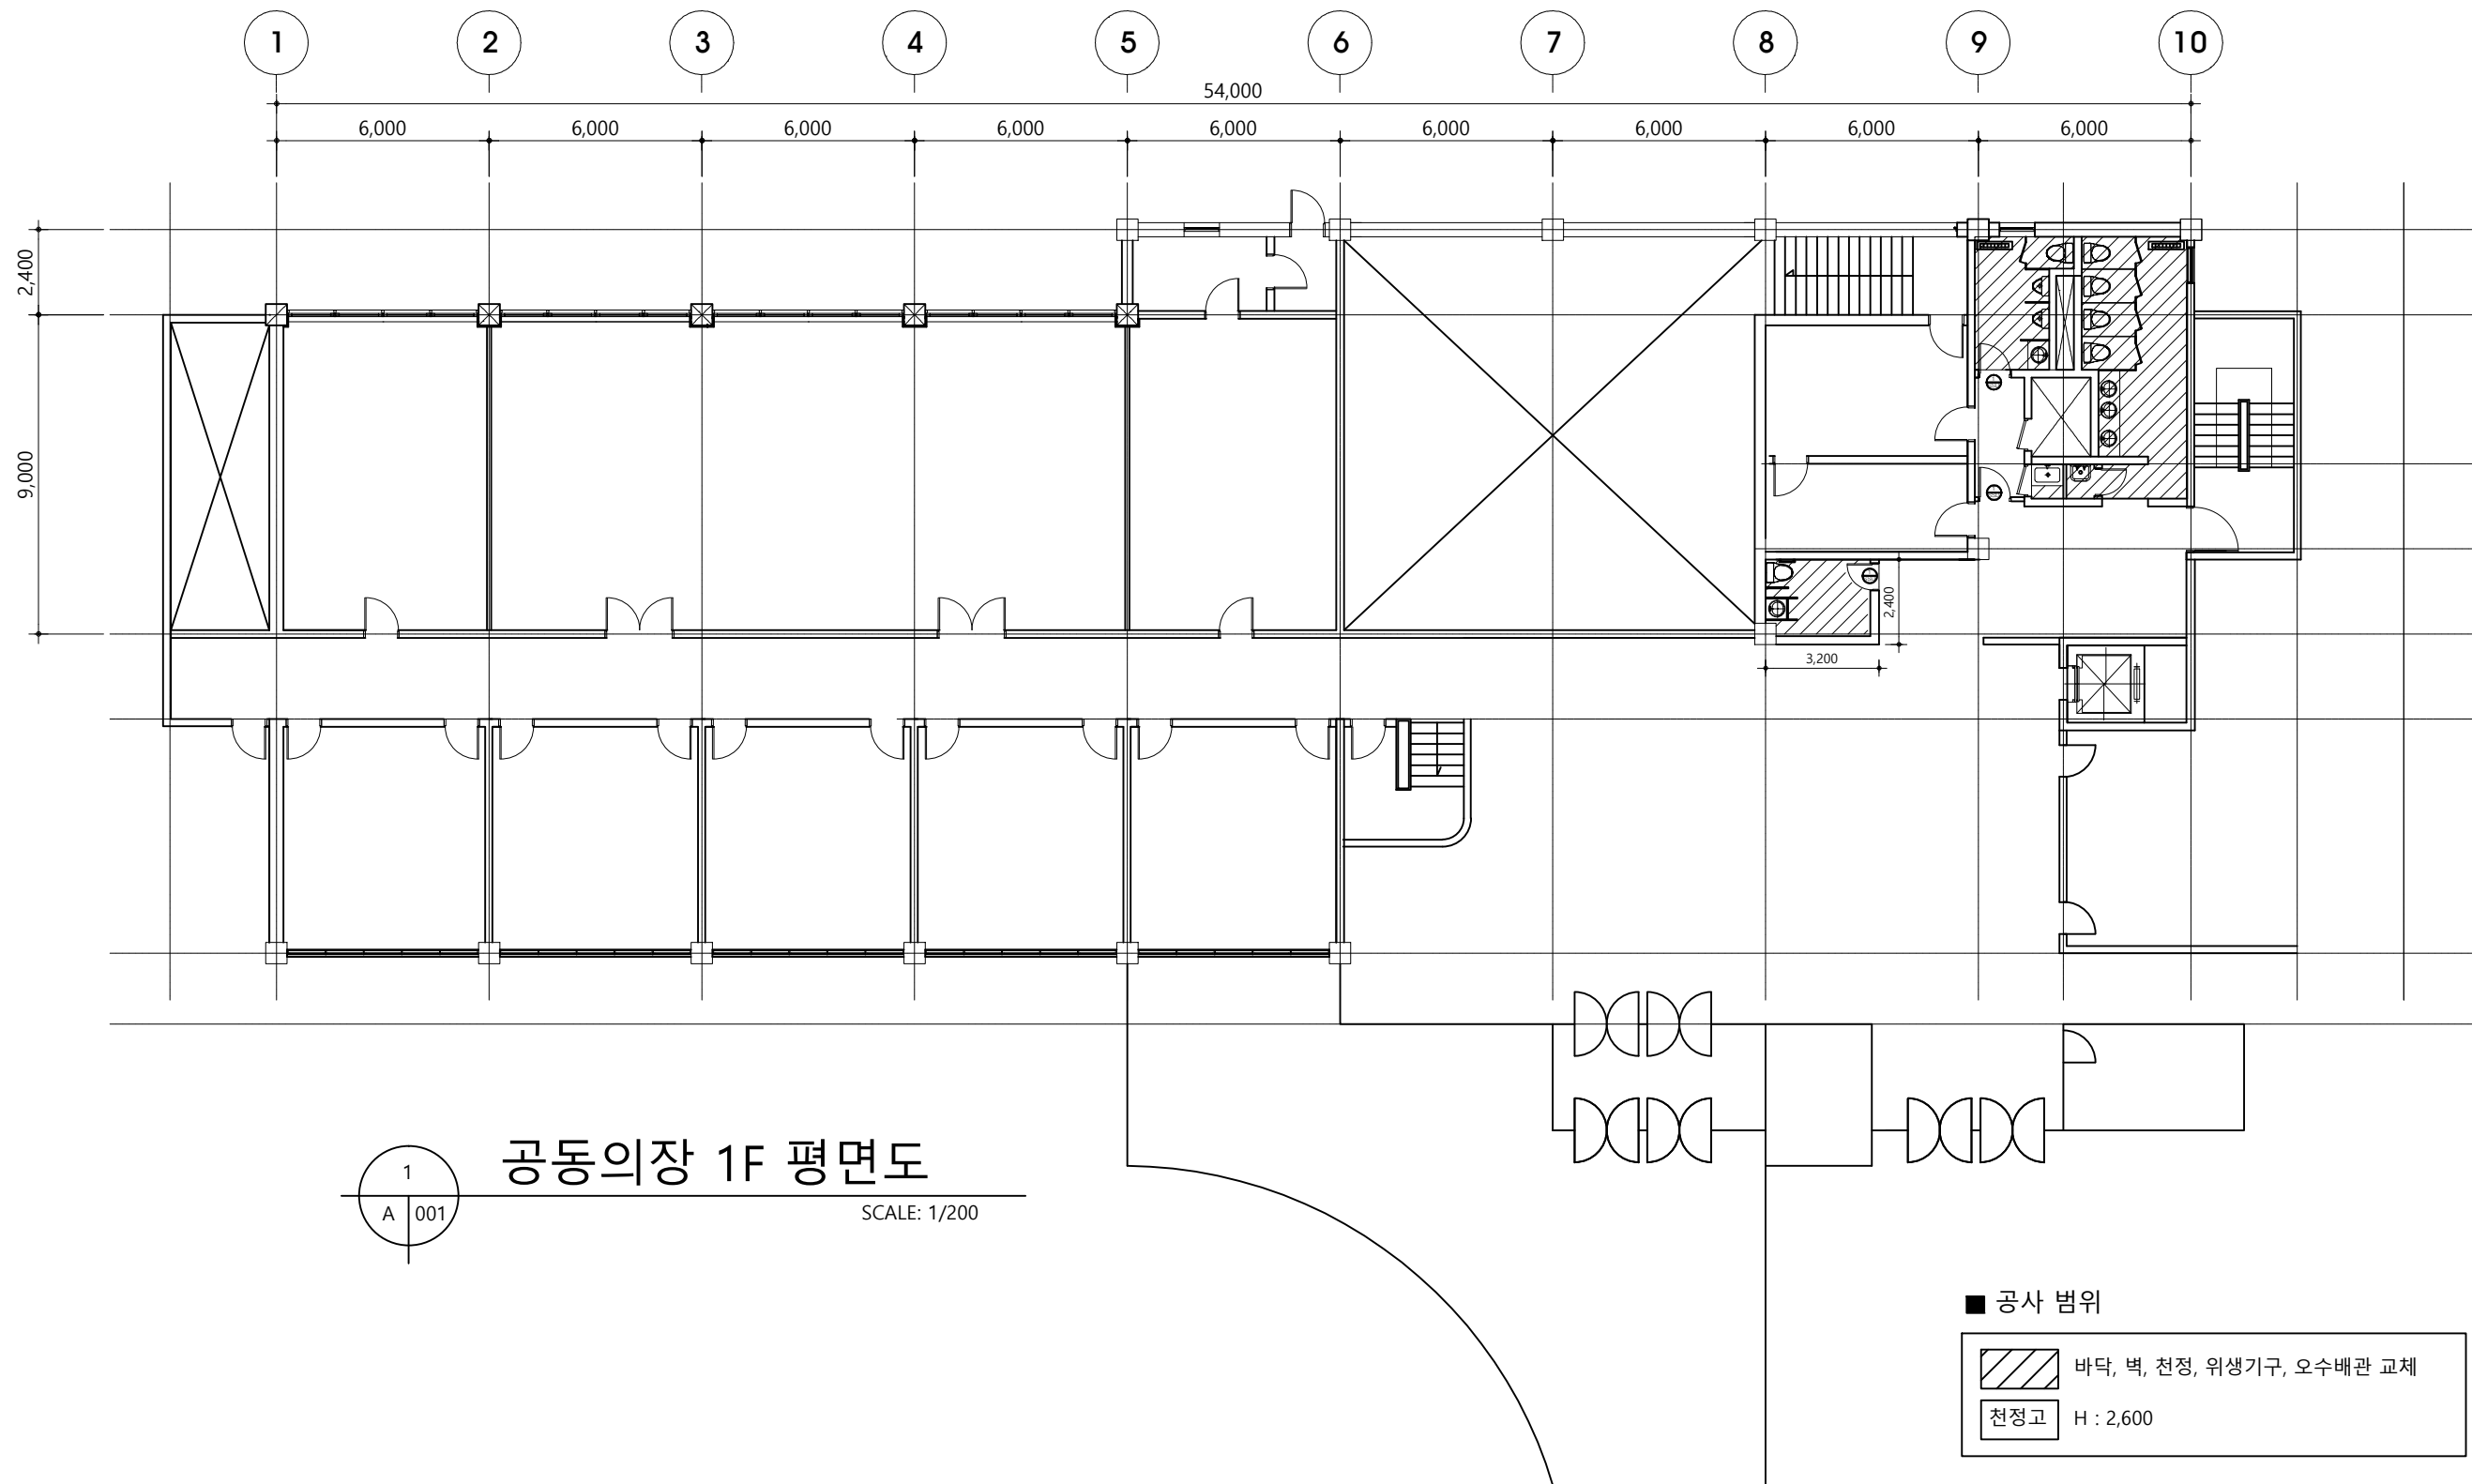 1 2 3 4 5 6 7 8 9 10
54,000
6,000 6,000 6,000 6,000 6,000 6,000 6,000 6,000 6,000
2,400
9,000
2,400
3,200
1
A 001
공동의장 1F 평면도
SCALE: 1/200
■ 공사 범위
바닥, 벽, 천정, 위생기구, 오수배관 교체
천정고 H : 2,600